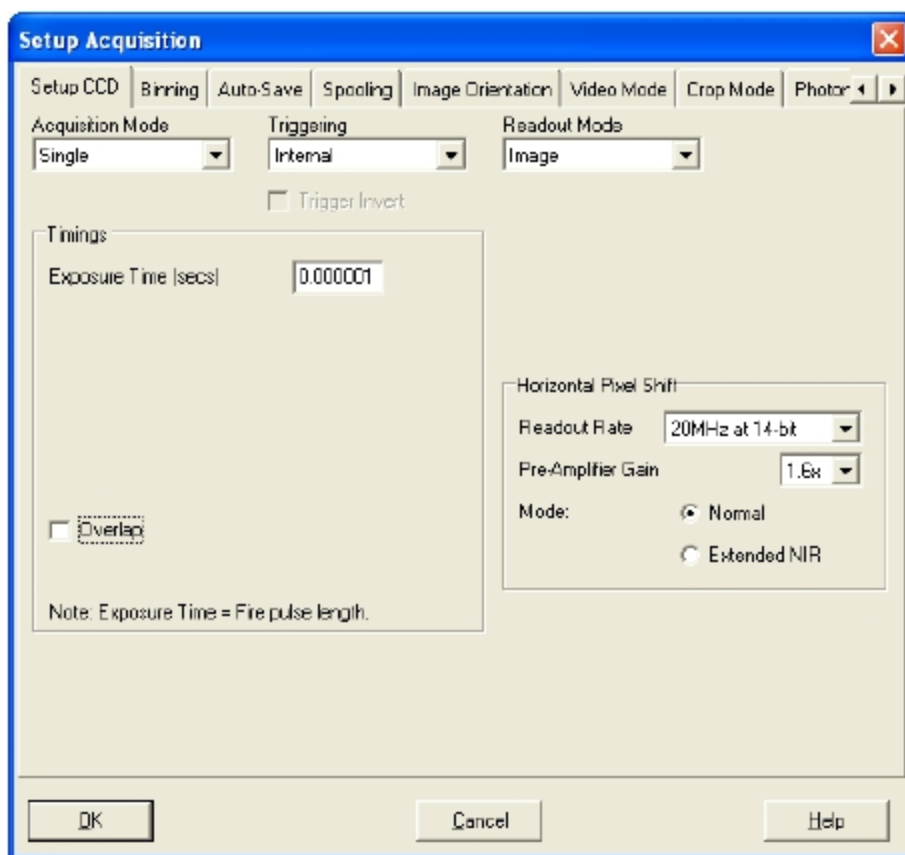 Setup Acquisition
Setup CCD Binning Auto-Save Spooling Image Orientation Video Mode Crop Mode Photon
Acquisition Mode Triggering Readout Mode
Single Internal Image
Trigger Invert
Timings
Exposure Time (secs) 0.000001
Horizontal Pixel Shift
Readout Rate 20MHz at 14-bit
Pre-Amplifier Gain 1.6x
Mode: Normal
Extended NIR
Overlap
Note: Exposure Time = Fire pulse length.
OK Cancel Help